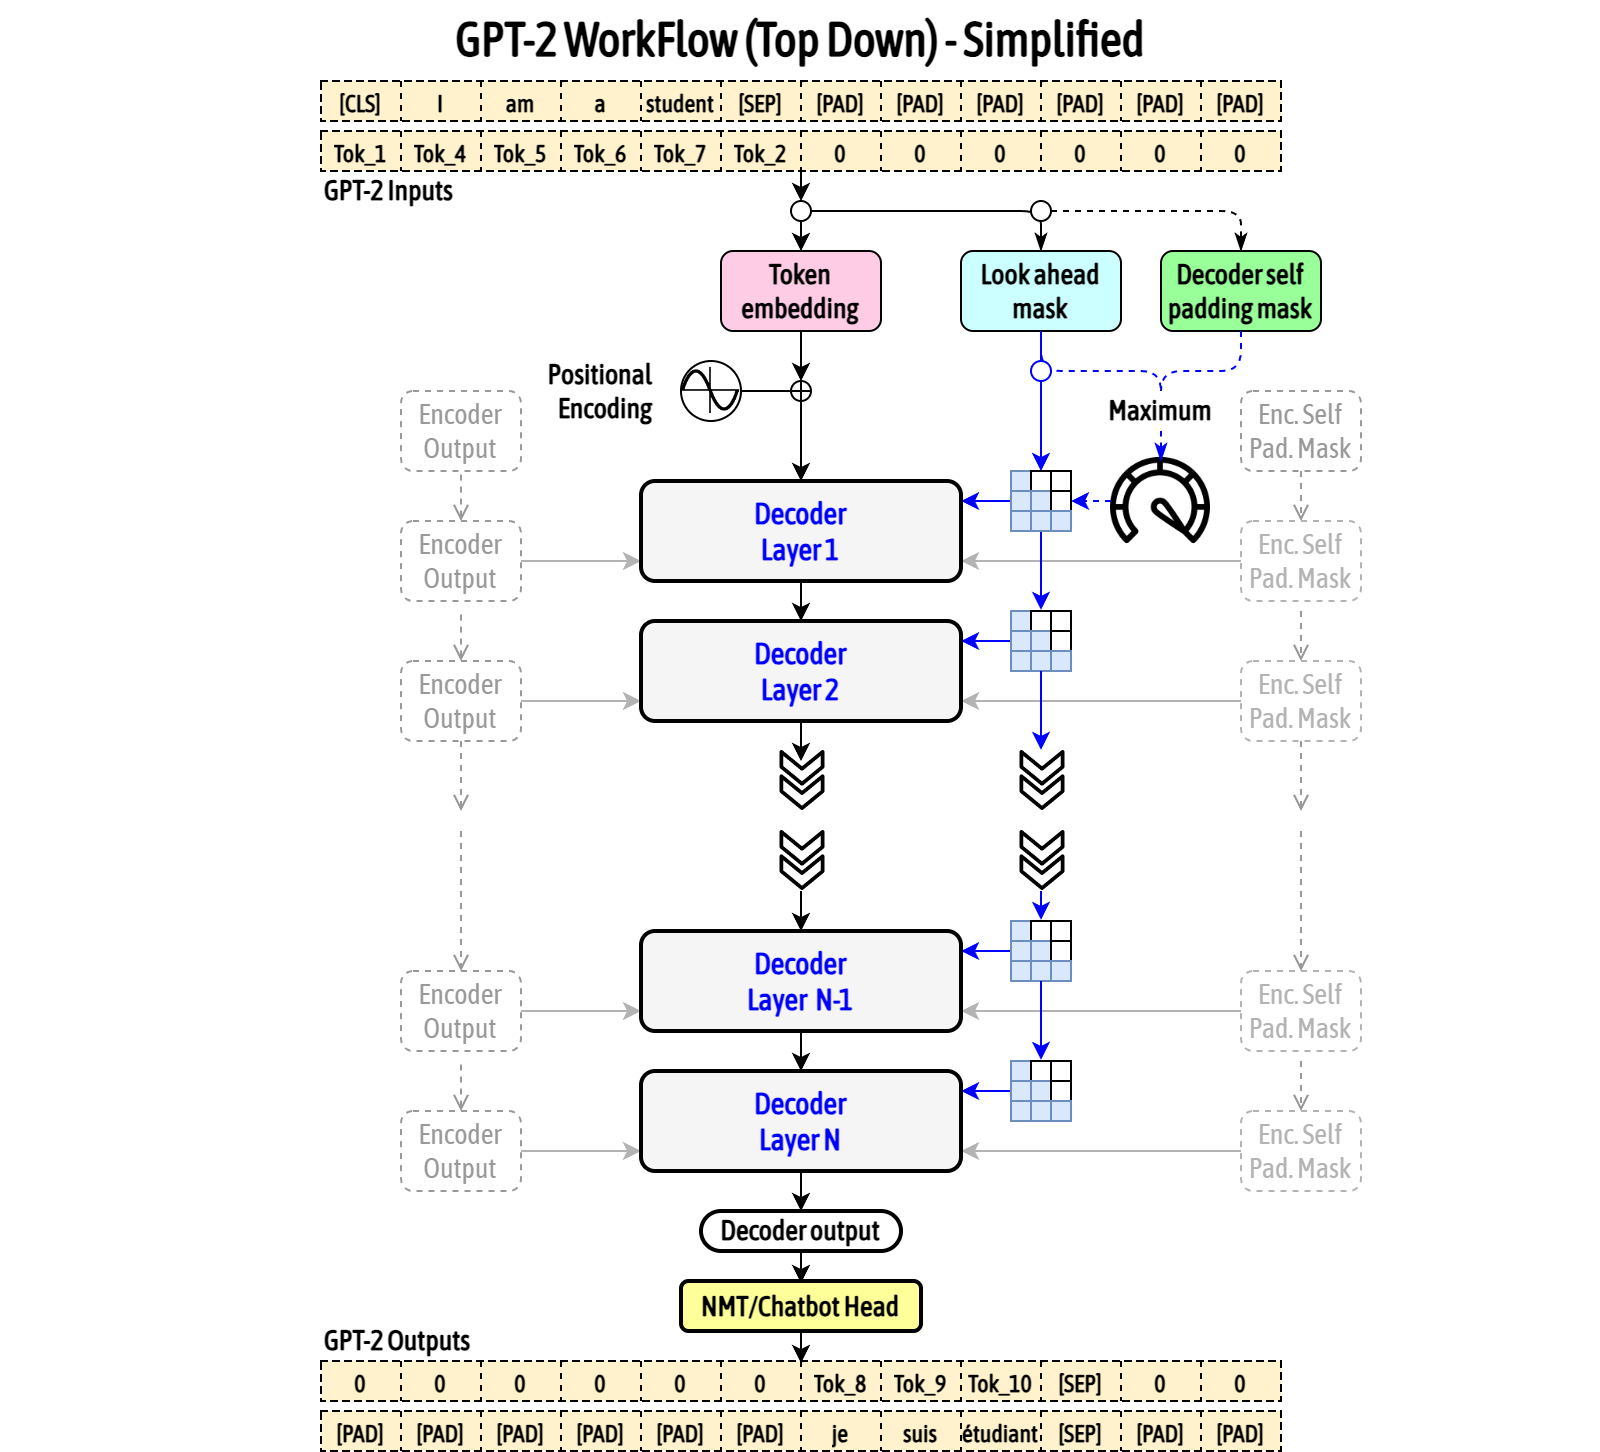 GPT-2 WorkFlow (Top Down) - Simplified
[CLS] I am a student [SEP] [PAD] [PAD] [PAD] [PAD] [PAD] [PAD]
Tok_1 Tok_4 Tok_5 Tok_6 Tok_7 Tok_2 0 0 0 0 0 0
GPT-2 Inputs
Token
embedding
Look ahead
mask
Decoder self
padding mask
Positional
Encoding
Maximum
Encoder
Output
Enc. Self
Pad. Mask
Decoder
Layer 1
Encoder
Output
Enc. Self
Pad. Mask
Decoder
Layer 2
Encoder
Output
Enc. Self
Pad. Mask
Decoder
Layer N-1
Encoder
Output
Enc. Self
Pad. Mask
Decoder
Layer N
Encoder
Output
Enc. Self
Pad. Mask
Decoder output
NMT/Chatbot Head
GPT-2 Outputs
0 0 0 0 0 0 Tok_8 Tok_9 Tok_10 [SEP] 0 0
[PAD] [PAD] [PAD] [PAD] [PAD] [PAD] je suis étudiant [SEP] [PAD] [PAD]